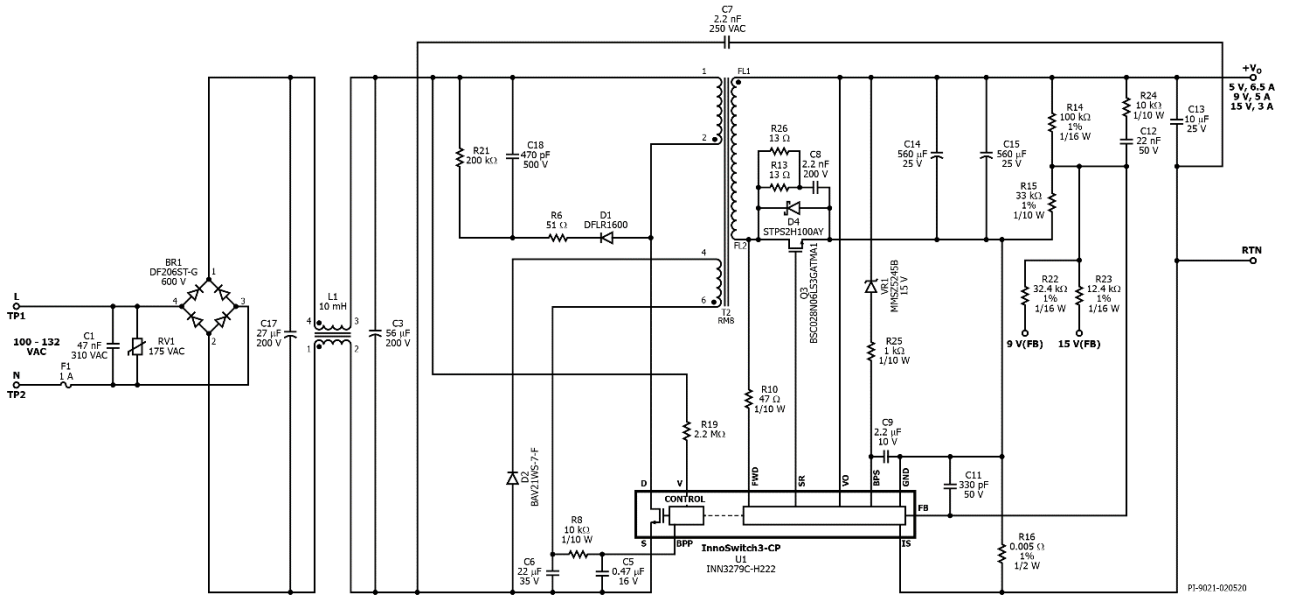 C7
2.2 nF
250 VAC
+Vo
5 V, 6.5 A
9 V, 5 A
15 V, 3 A
1
FL1
R21
200 kΩ
C18
470 pF
500 V
2
R26
13 Ω
R13
13 Ω
C8
2.2 nF
200 V
D4
STPS2H100AY
C14
560 µF
25 V
C15
560 µF
25 V
R14
100 kΩ
1%
1/16 W
R24
10 kΩ
1/10 W
C12
22 nF
50 V
C13
10 µF
25 V
R15
33 kΩ
1%
1/10 W
R6
51 Ω
D1
DFLR1600
FL2
4
6
T2
RM8
Q3
BSC028N06LS3GATMA1
VR1
MMSZ5245B
15 V
RTN
R22
32.4 kΩ
1%
1/16 W
R23
12.4 kΩ
1%
1/16 W
9 V(FB)
15 V(FB)
BR1
DF206ST-G
600 V
1
4
3
2
L
TP1
100 - 132
VAC
N
TP2
F1
1 A
C1
47 nF
310 VAC
RV1
175 VAC
C17
27 µF
200 V
L1
10 mH
4
3
1
2
C3
56 µF
200 V
R25
1 kΩ
1/10 W
R10
47 Ω
1/10 W
R19
2.2 MΩ
C9
2.2 µF
10 V
C11
330 pF
50 V
D2
BAV21WS-7-F
D
V
FWD
SR
VO
BPS
GND
CONTROL
FB
S
BPP
IS
InnoSwitch3-CP
U1
INN3279C-H222
R8
10 kΩ
1/10 W
C6
22 µF
35 V
C5
0.47 µF
16 V
R16
0.005 Ω
1%
1/2 W
PI-9021-020520